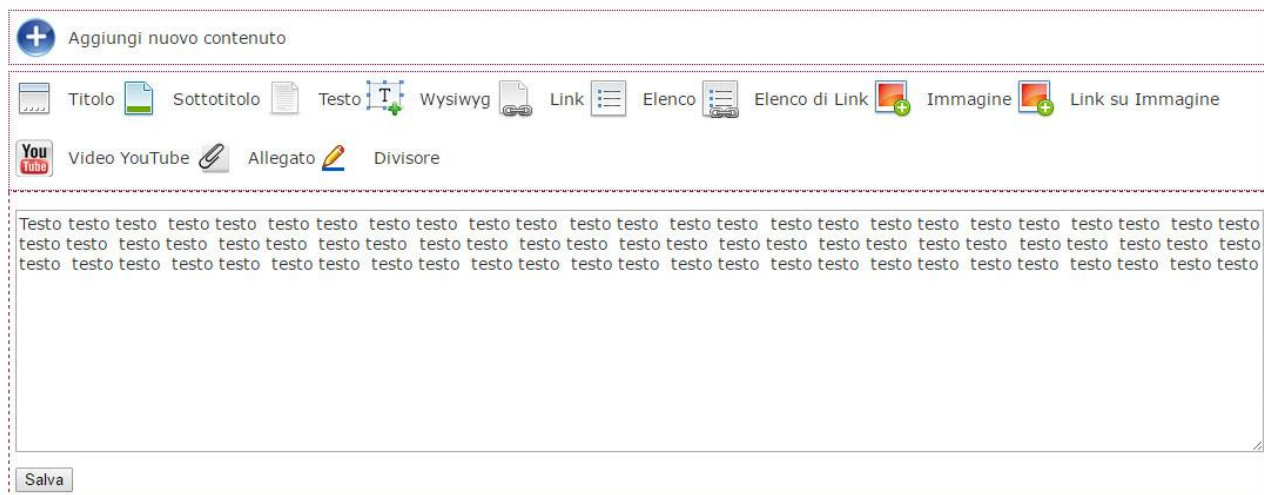 Aggiungi nuovo contenuto
Titolo Sottotitolo Testo T Wysiwyg Link Elenco Elenco di Link Immagine Link su Immagine
You Tube Video YouTube Allegato Divisore
Testo testo testo testo testo testo testo testo testo testo testo testo testo testo testo testo testo testo testo testo testo testo testo testo testo
testo testo testo testo testo testo testo testo testo testo testo testo testo testo testo testo testo testo testo testo testo testo testo testo testo
testo testo testo testo testo testo testo testo testo testo testo testo testo testo testo testo testo testo testo testo testo testo testo testo testo
Salva